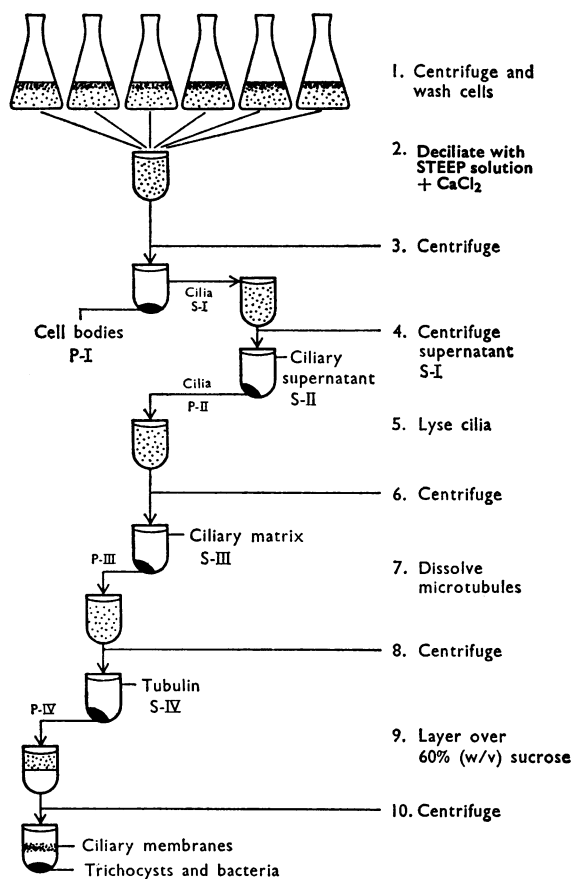 1. Centrifuge and
wash cells
2. Deciliate with
STEEP solution
+ CaCl₂
3. Centrifuge
Cilia
S-I
Cell bodies
P-I
4. Centrifuge
supernatant
S-I
Ciliary
supernatant
S-II
Cilia
P-II
5. Lyse cilia
6. Centrifuge
Ciliary matrix
S-III
P-III
7. Dissolve
microtubules
8. Centrifuge
Tubulin
S-IV
P-IV
9. Layer over
60% (w/v) sucrose
10. Centrifuge
Ciliary membranes
Trichocysts and bacteria